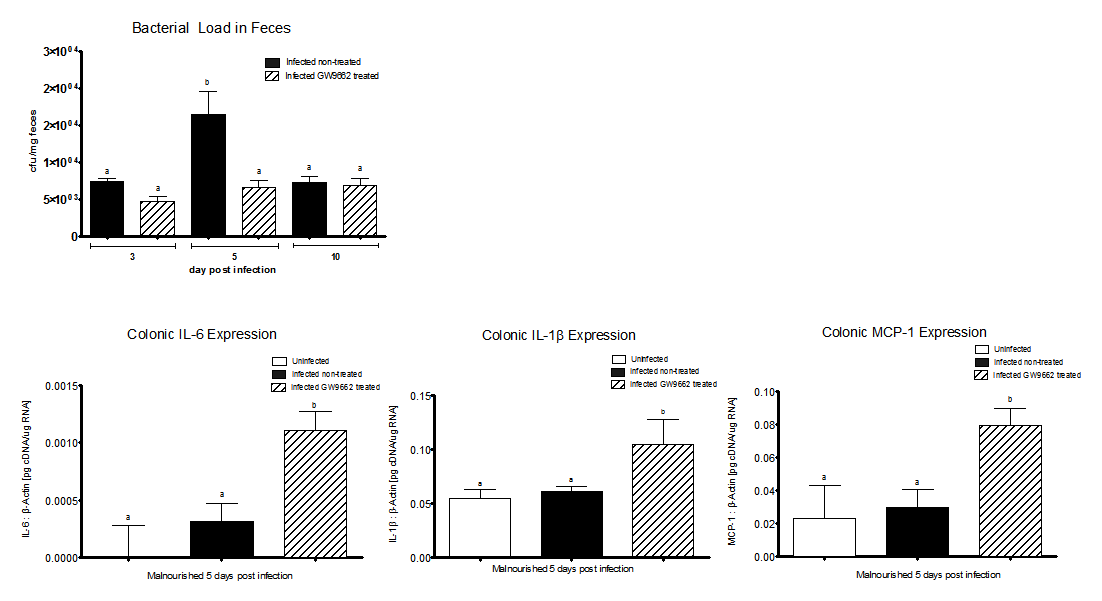 Bacterial Load in Feces
Infected non-treated
Infected GW9662 treated
cfu/mg feces
3×10^04
2×10^04
2×10^04
1×10^04
5×10^03
0
a
a
b
a
a
a
3
5
10
day post infection
Colonic IL-6 Expression
Uninfected
Infected non-treated
Infected GW9662 treated
IL-6 : β-Actin [pg cDNA/ug RNA]
0.0015
0.0010
0.0005
0.0000
a
a
b
Malnourished 5 days post infection
Colonic IL-1β Expression
Uninfected
Infected non-treated
Infected GW9662 treated
IL-1β : β-Actin [pg cDNA/ug RNA]
0.15
0.10
0.05
0.00
a
a
b
Malnourished 5 days post infection
Colonic MCP-1 Expression
Uninfected
Infected non-treated
Infected GW9662 treated
MCP-1 : β-Actin [pg cDNA/ug RNA]
0.10
0.08
0.06
0.04
0.02
0.00
a
a
b
Malnourished 5 days post infection